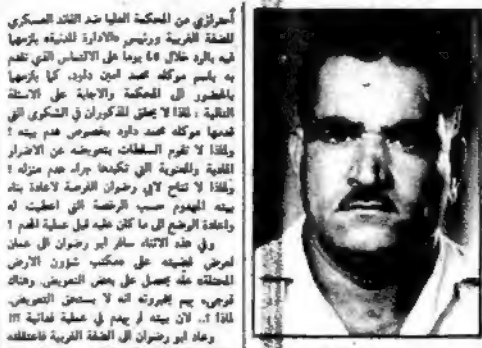 أحترازي من المحكمة العليا ضد القائد العسكري
للضفة الغربية ورئيس «الادارة المدنية» يلزمها
فيه بالرد خلال ٤٥ يوما على الالتماس الذي تقدم
به باسم موكله محمد امين داود، كما يلزمها
بالحضور الى المحكمة والاجابة على الاسئلة
التالية : لماذا لا يحقق المذكوران في الشكوى التي
قدمها موكله محمد داود بخصوص هدم بيته ؟
ولماذا لا تقوم السلطات بتعويضه عن الاضرار
المادية والمعنوية التي تكبدها جراء هدم منزله ؟
ولماذا لا تتاح لابي رضوان الفرصة لاعادة بناء
بيته المهدوم حسب الرخصة التي اعطيت له
واعادة الوضع الى ما كان عليه قبل عملية الهدم ؟
وفي هذه الاثناء سافر ابو رضوان الى عمان
لعرض قضيته على «مكتب شؤون الارض
المحتلة» عله يحصل على بعض التعويض، وهناك
فوجىء بهم يخبرونه انه لا يستحق التعويض.
لماذا ؟.. لان بيته لم يهدم في عملية فدائية !!!
وعاد ابو رضوان الى الضفة الغربية فاعتقلته